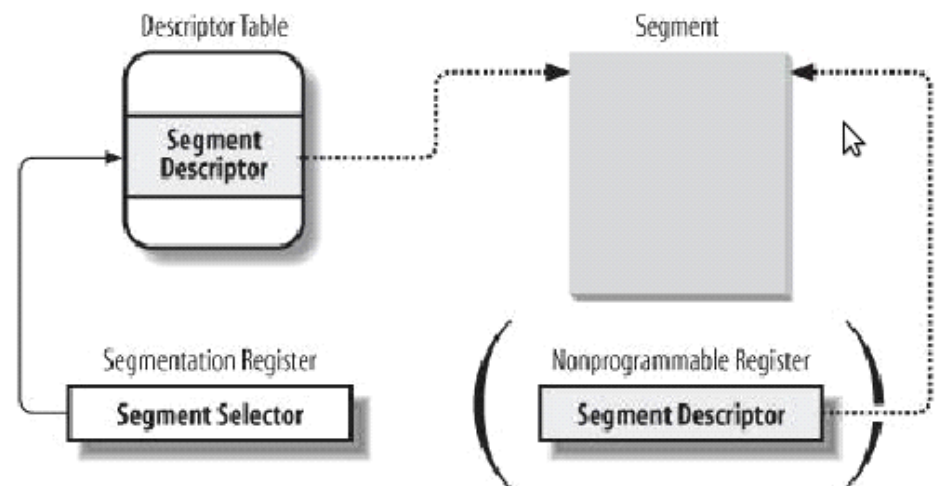 Descriptor Table
Segment
Segment
Descriptor
Segmentation Register
Nonprogrammable Register
Segment Selector
Segment Descriptor